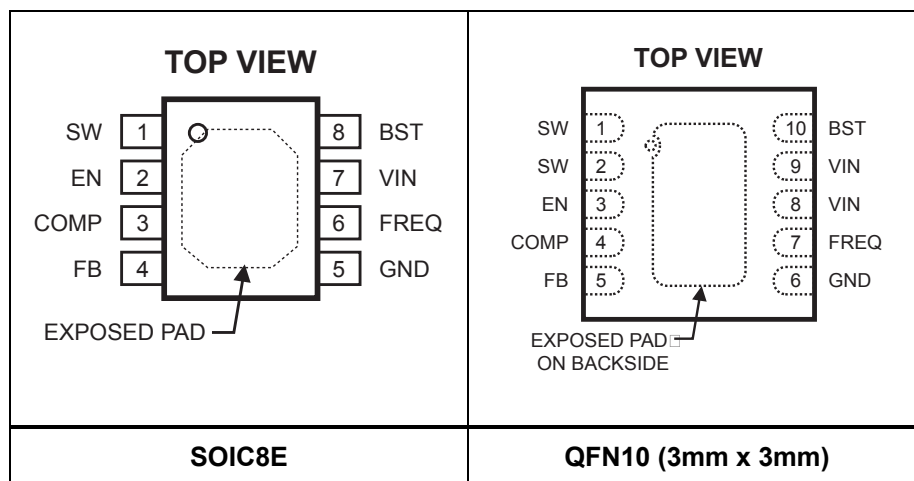 TOP VIEW
SW 1
8 BST
EN 2
7 VIN
COMP 3
6 FREQ
FB 4
5 GND
EXPOSED PAD
SOIC8E
TOP VIEW
SW 1
10 BST
SW 2
9 VIN
EN 3
8 VIN
COMP 4
7 FREQ
FB 5
6 GND
EXPOSED PAD
ON BACKSIDE
QFN10 (3mm x 3mm)